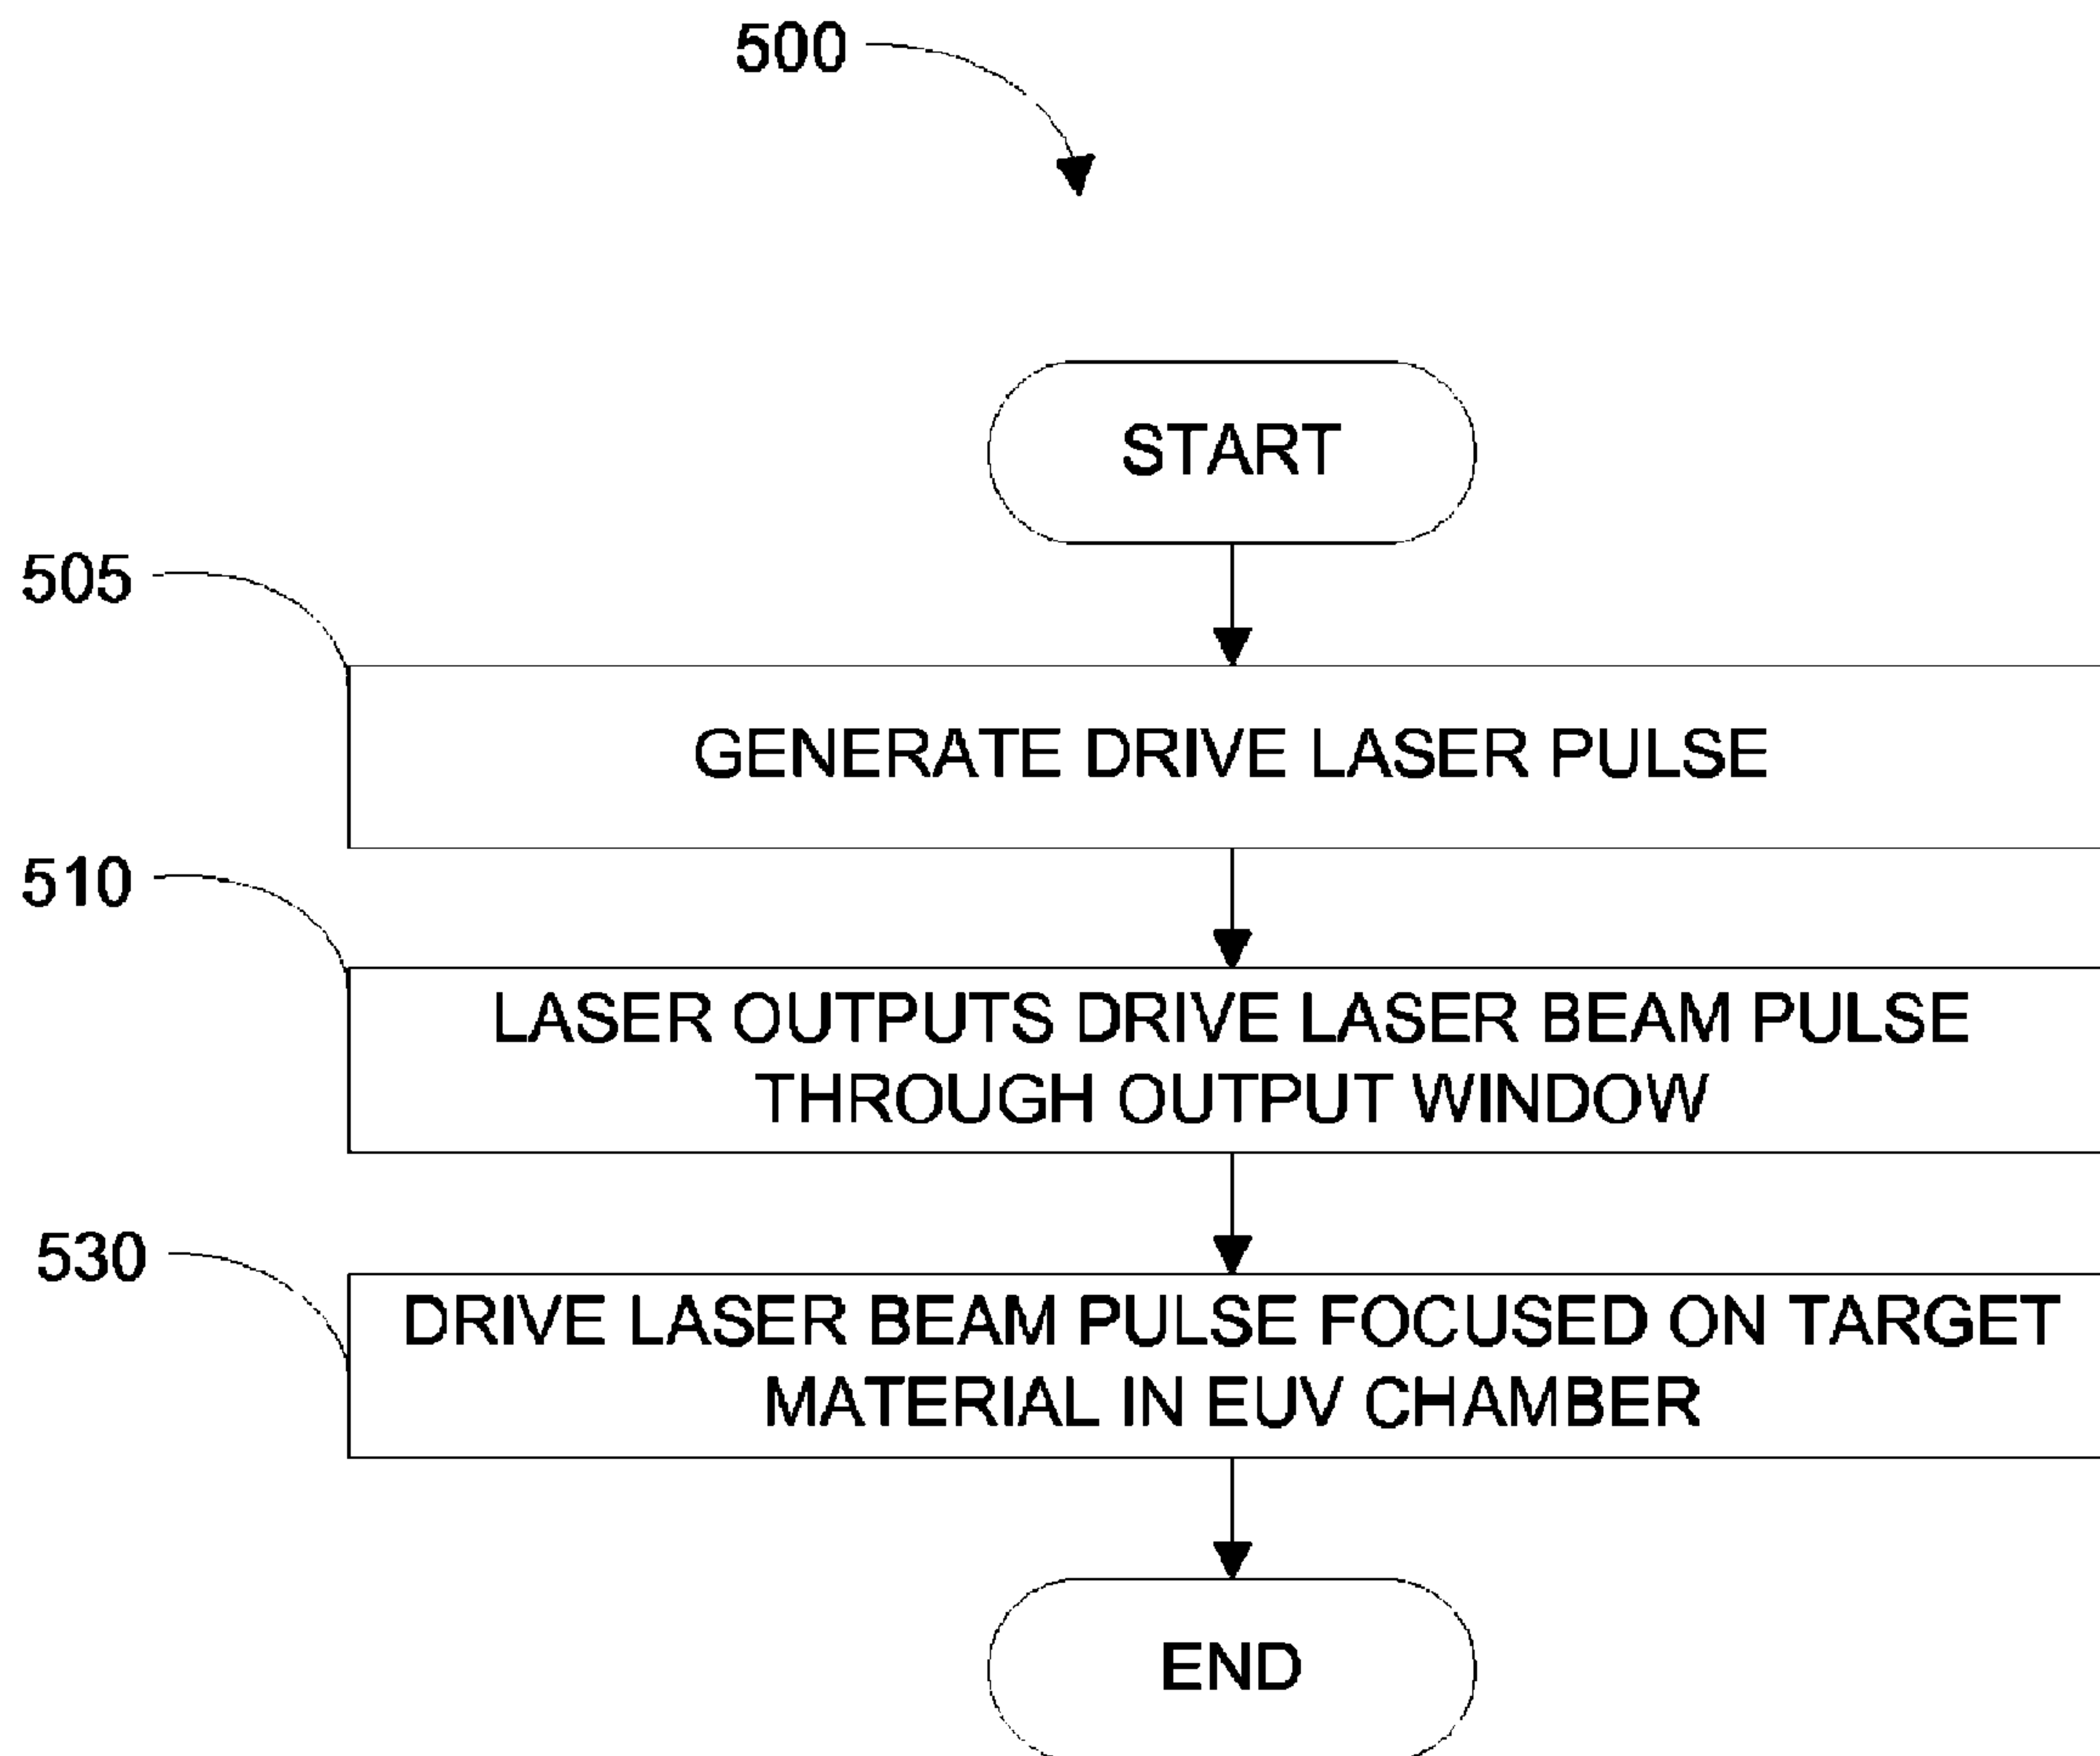 500
START
505
GENERATE DRIVE LASER PULSE
510
LASER OUTPUTS DRIVE LASER BEAM PULSE
THROUGH OUTPUT WINDOW
530
DRIVE LASER BEAM PULSE FOCUSED ON TARGET
MATERIAL IN EUV CHAMBER
END